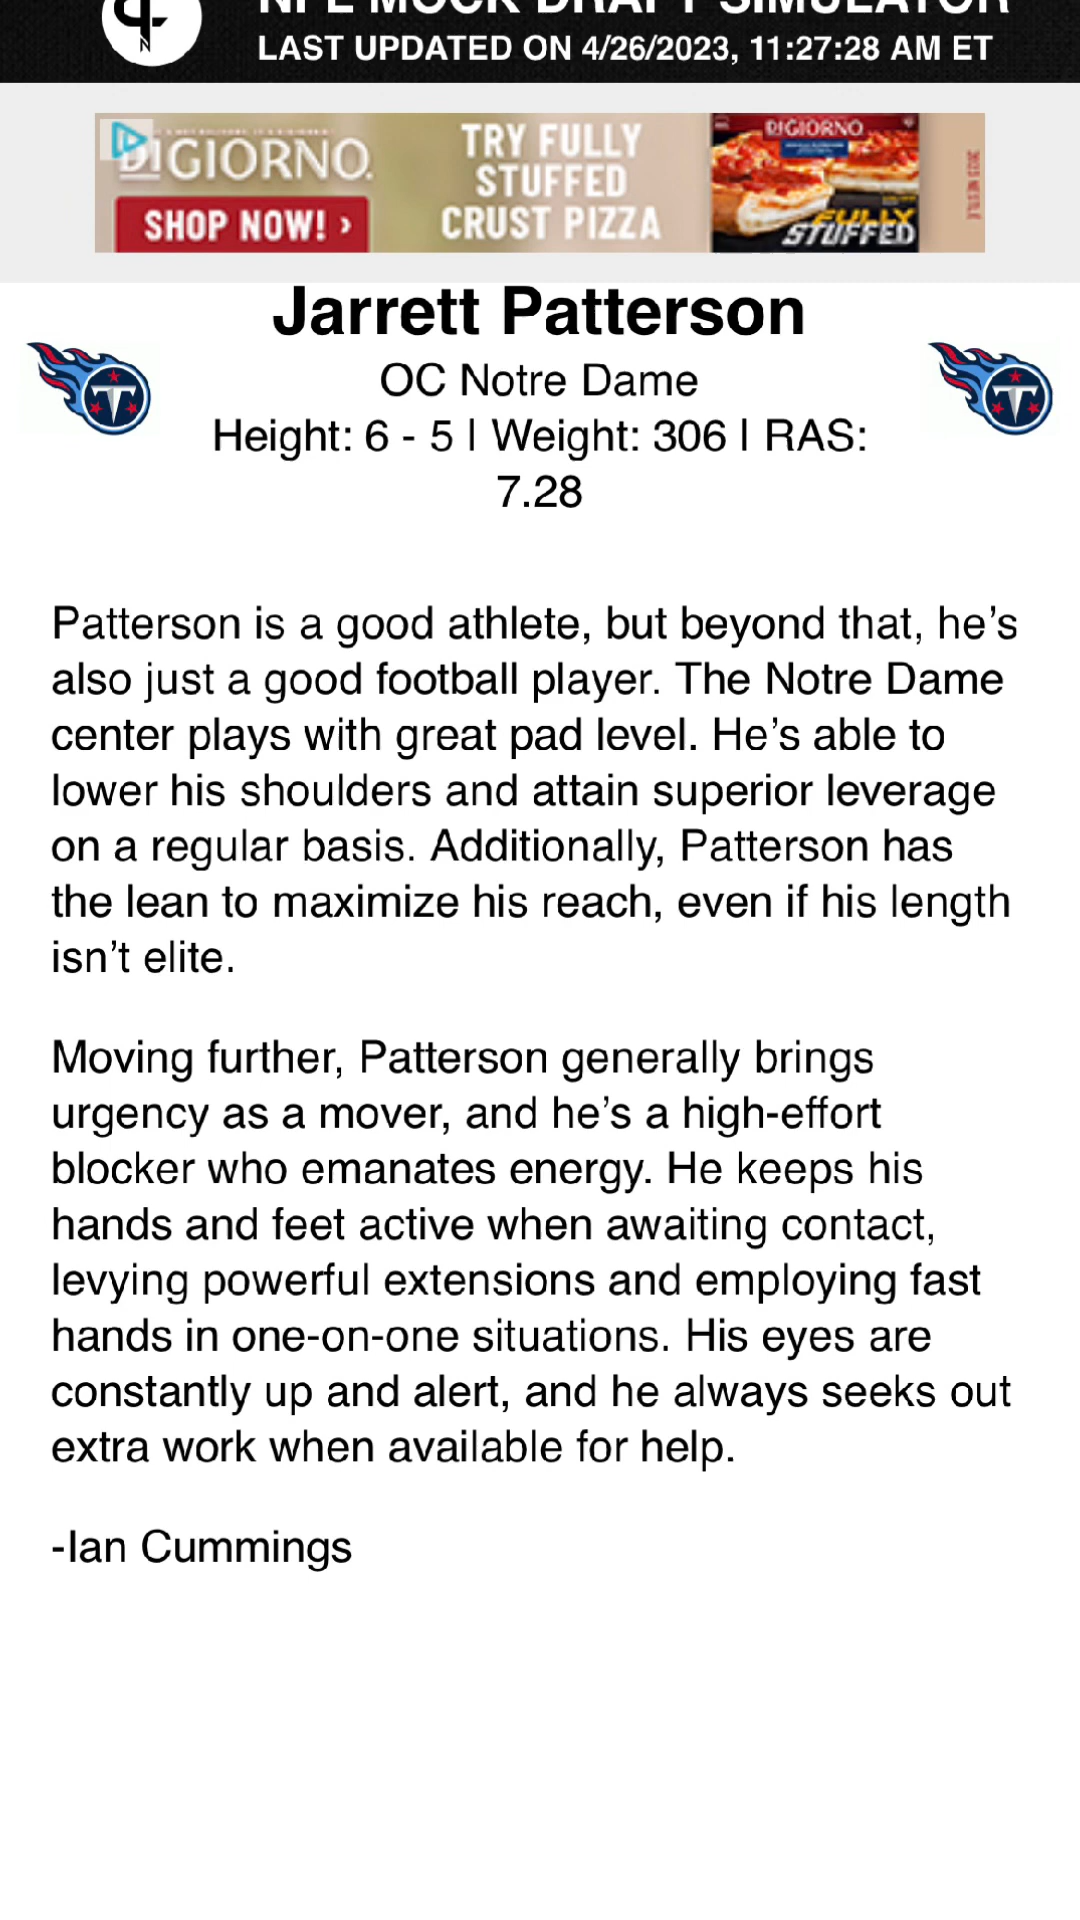 NFL MOCK DRAFT SIMULATOR
LAST UPDATED ON 4/26/2023, 11:27:28 AM ET
DIGIORNO
SHOP NOW! ›
TRY FULLY
STUFFED
CRUST PIZZA
DIGIORNO
FULLY
STUFFED
Jarrett Patterson
OC Notre Dame
Height: 6 - 5 | Weight: 306 | RAS:
7.28
Patterson is a good athlete, but beyond that, he’s
also just a good football player. The Notre Dame
center plays with great pad level. He’s able to
lower his shoulders and attain superior leverage
on a regular basis. Additionally, Patterson has
the lean to maximize his reach, even if his length
isn’t elite.
Moving further, Patterson generally brings
urgency as a mover, and he’s a high-effort
blocker who emanates energy. He keeps his
hands and feet active when awaiting contact,
levying powerful extensions and employing fast
hands in one-on-one situations. His eyes are
constantly up and alert, and he always seeks out
extra work when available for help.
-Ian Cummings